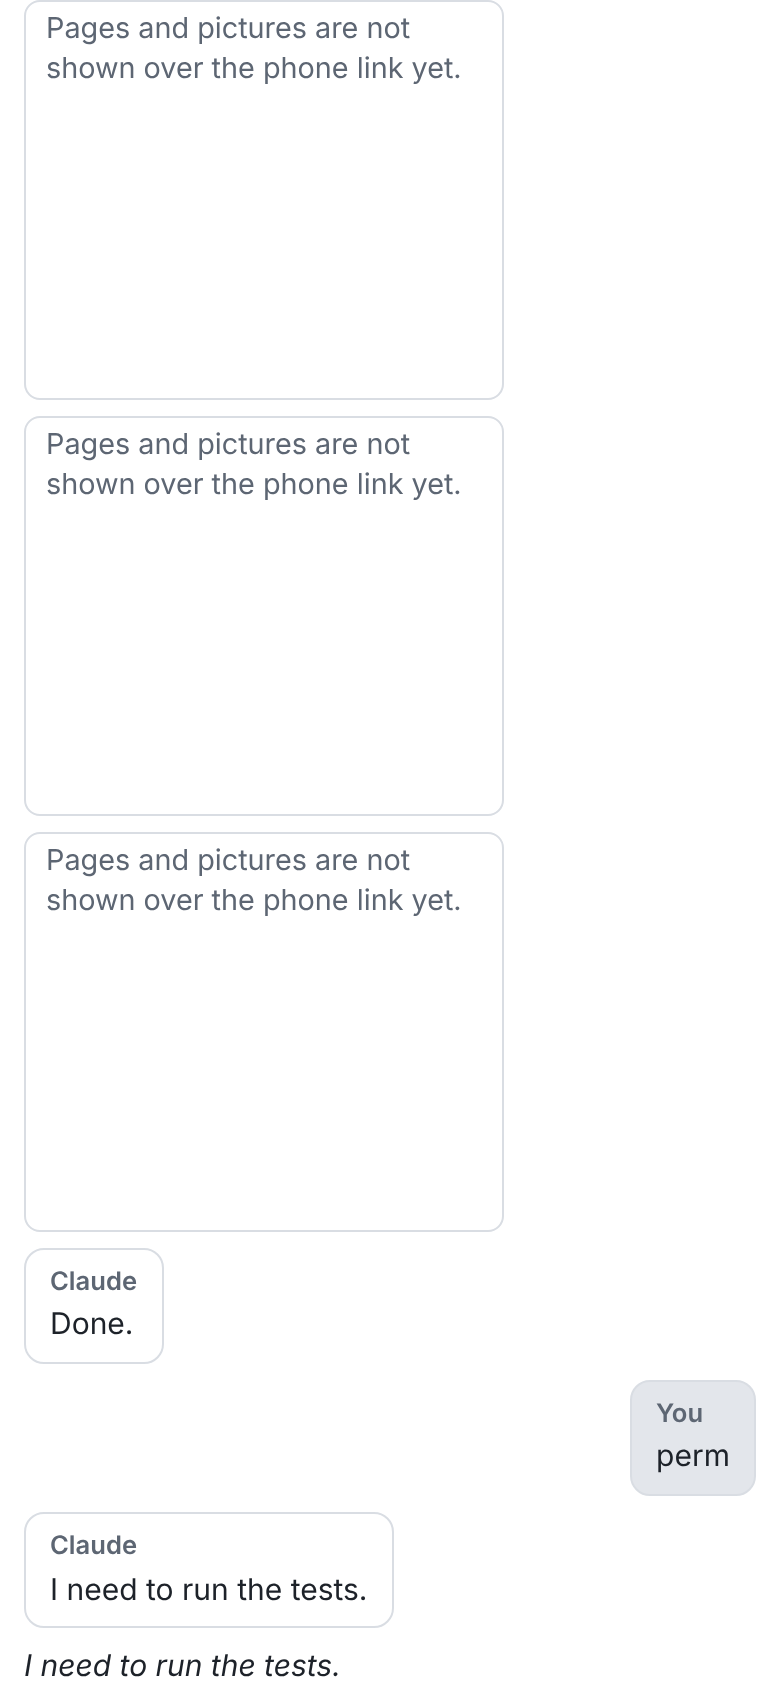 Pages and pictures are not
shown over the phone link yet.
Pages and pictures are not
shown over the phone link yet.
Pages and pictures are not
shown over the phone link yet.
Claude
Done.
You
perm
Claude
I need to run the tests.
I need to run the tests.